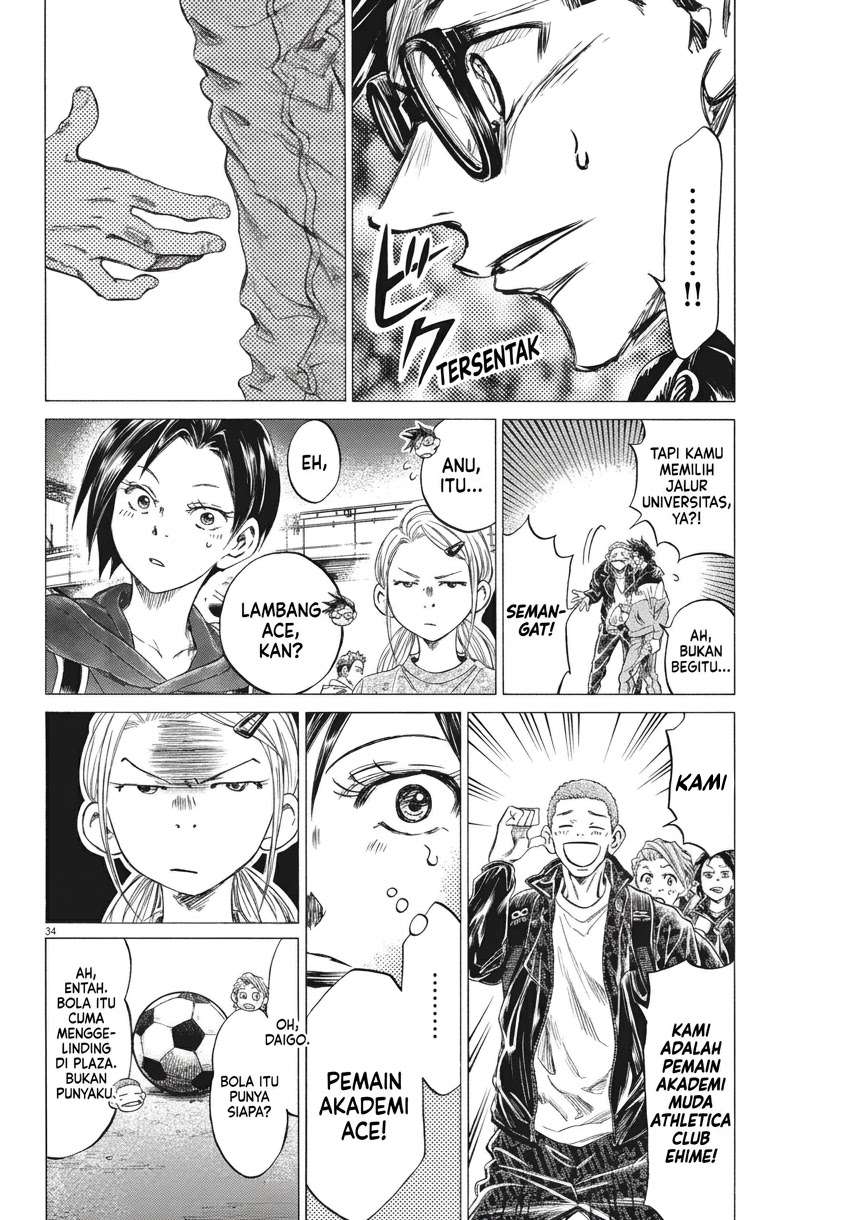 .........!!
ビクッ
TERSENTAK
TAPI KAMU
MEMILIH
JALUR
UNIVERSITAS,
YA?!
SEMAN-
GAT!
AH,
BUKAN
BEGITU...
ANU,
ITU...
EH,
LAMBANG
ACE,
KAN?
KAMI
KAMI
ADALAH
PEMAIN
AKADEMI
MUDA
ATHLETICA
CLUB
EHIME!
.........
PEMAIN
AKADEMI
ACE!
34
OH,
DAIGO.
BOLA ITU
PUNYA
SIAPA?
AH,
ENTAH.
BOLA ITU
CUMA
MENGGE-
LINDING
DI PLAZA.
BUKAN
PUNYAKU.